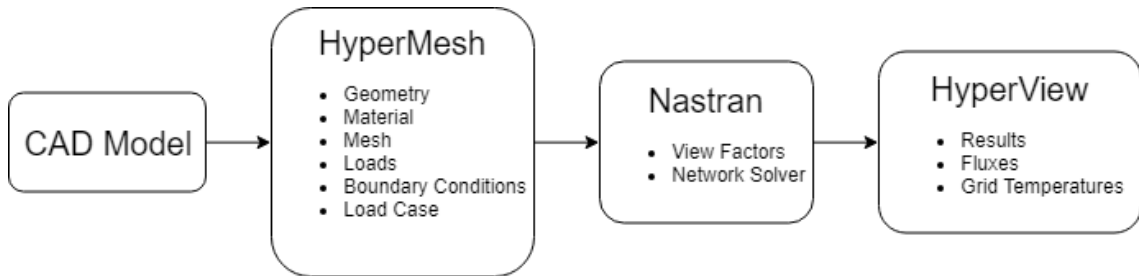 CAD Model
HyperMesh
• Geometry
• Material
• Mesh
• Loads
• Boundary Conditions
• Load Case
Nastran
• View Factors
• Network Solver
HyperView
• Results
• Fluxes
• Grid Temperatures